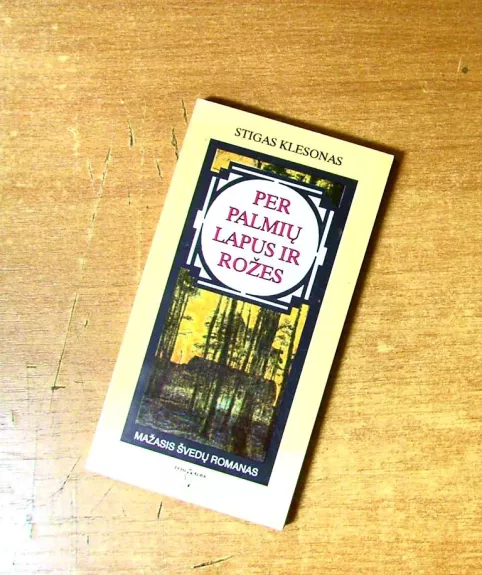 STIGAS KLESONAS
PER
PALMIŲ
LAPUS IR
ROŽES
MAŽASIS ŠVEDŲ ROMANAS